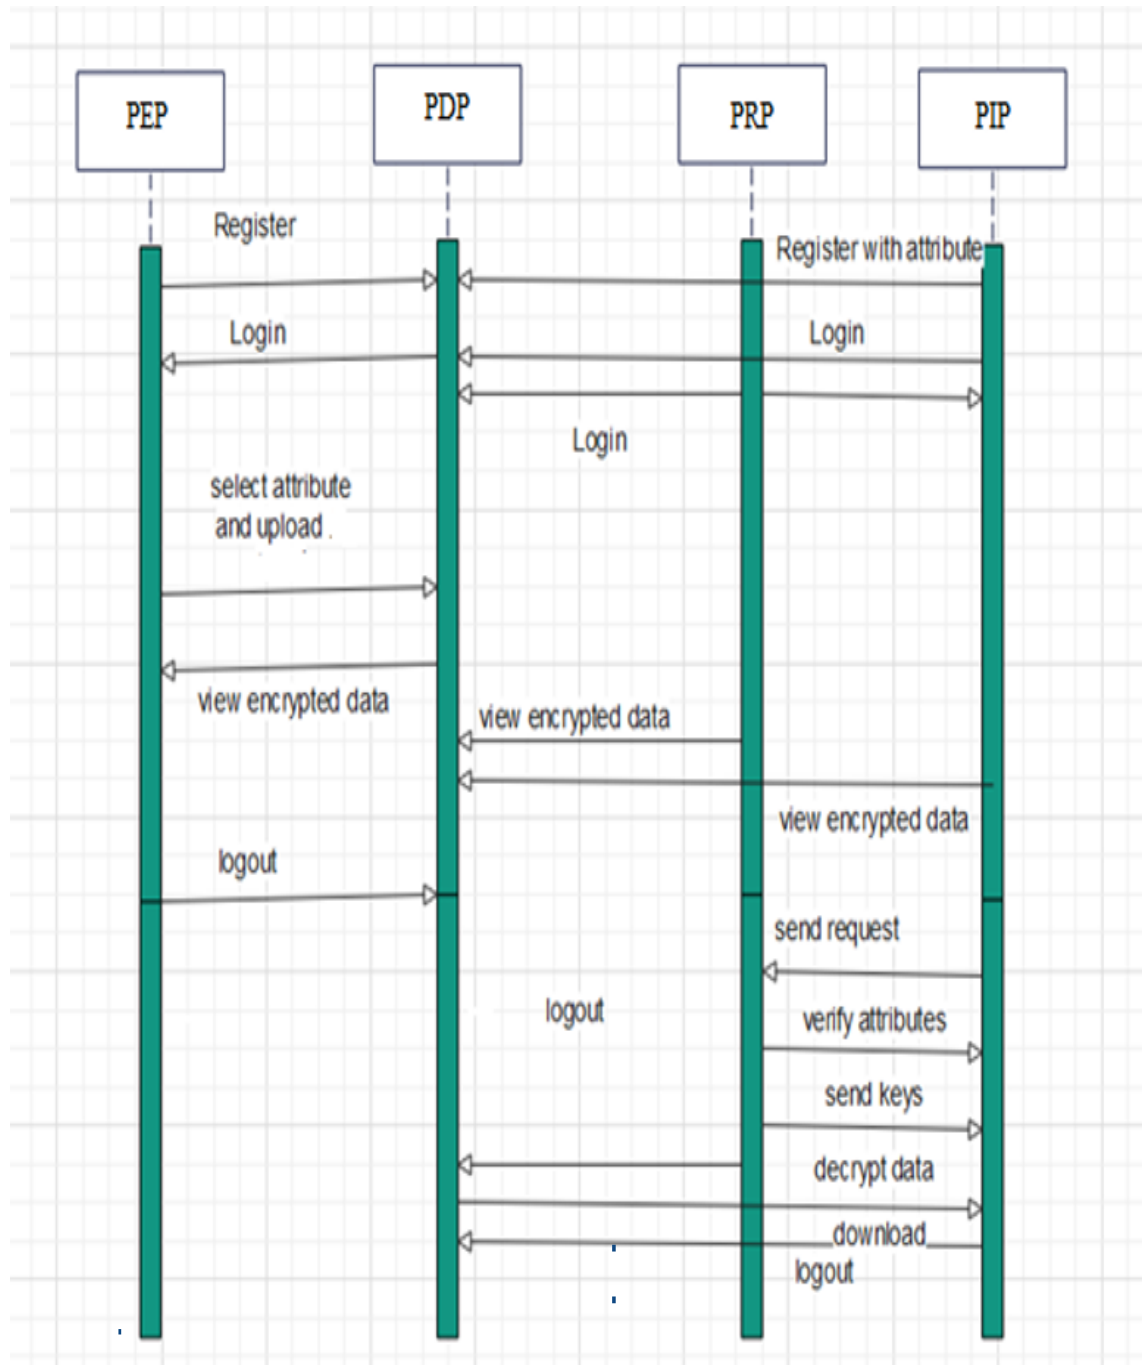 PEP
PDP
PRP
PIP
Register
Register with attribute
Login
Login
Login
select attribute
and upload .
view encrypted data
view encrypted data
view encrypted data
logout
send request
logout
verify attributes
send keys
decrypt data
download
logout